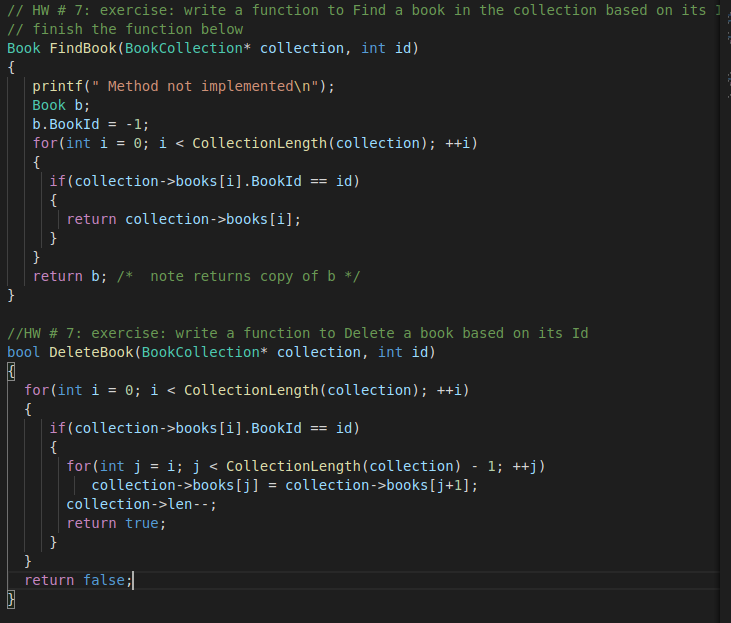 // HW # 7: exercise: write a function to Find a book in the collection based on its I
// finish the function below
Book FindBook(BookCollection* collection, int id)
{
printf(" Method not implemented\n");
Book b;
b.BookId = -1;
for(int i = 0; i < CollectionLength(collection); ++i)
{
if(collection->books[i].BookId == id)
{
return collection->books[i];
}
}
return b; /*  note returns copy of b */
}
//HW # 7: exercise: write a function to Delete a book based on its Id
bool DeleteBook(BookCollection* collection, int id)
{
for(int i = 0; i < CollectionLength(collection); ++i)
{
if(collection->books[i].BookId == id)
{
for(int j = i; j < CollectionLength(collection) - 1; ++j)
collection->books[j] = collection->books[j+1];
collection->len--;
return true;
}
}
return false;
}